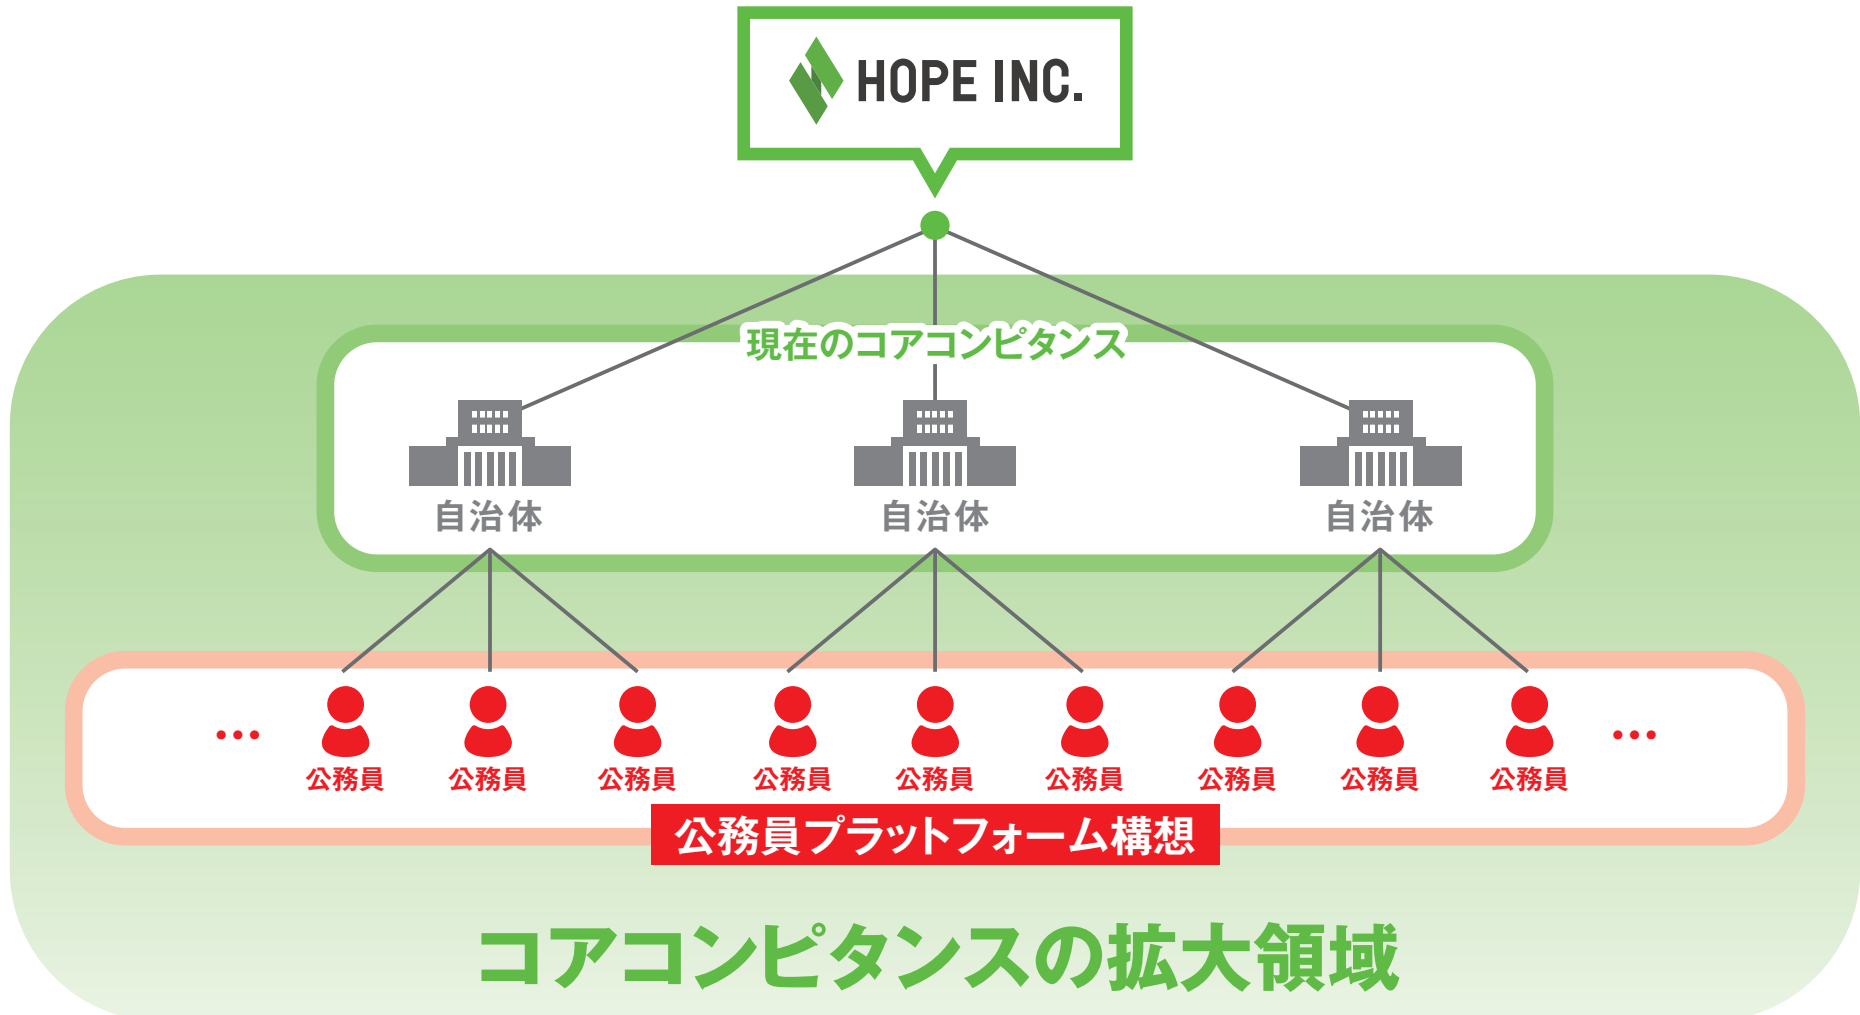 HOPE INC.
現在のコアコンピタンス
自治体 自治体 自治体
… 公務員 公務員 公務員 公務員 公務員 公務員 公務員 公務員 公務員 …
公務員プラットフォーム構想
コアコンピタンスの拡大領域